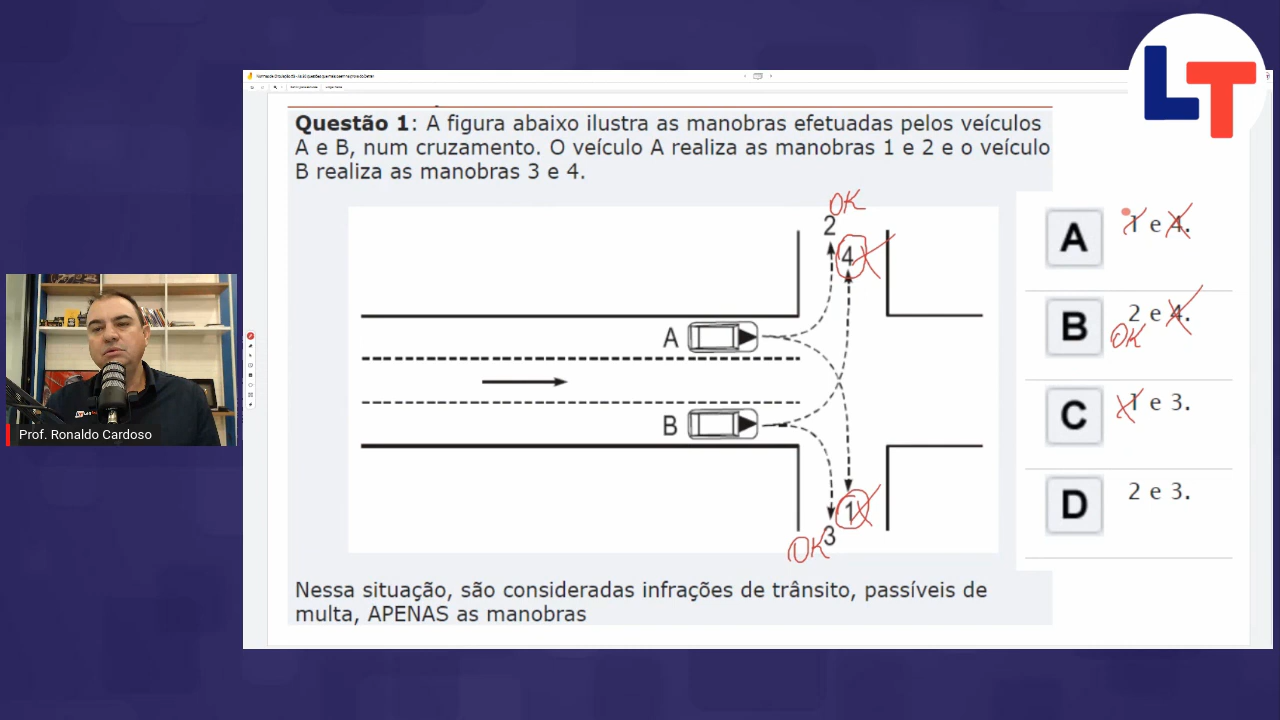 LT
Questão 1: A figura abaixo ilustra as manobras efetuadas pelos veículos
A e B, num cruzamento. O veículo A realiza as manobras 1 e 2 e o veículo
B realiza as manobras 3 e 4.
OK
2
4
A
B
1
3
OK
A 1 e 4.
B 2 e 4.
OK
C 1 e 3.
D 2 e 3.
Nessa situação, são consideradas infrações de trânsito, passíveis de
multa, APENAS as manobras
Prof. Ronaldo Cardoso